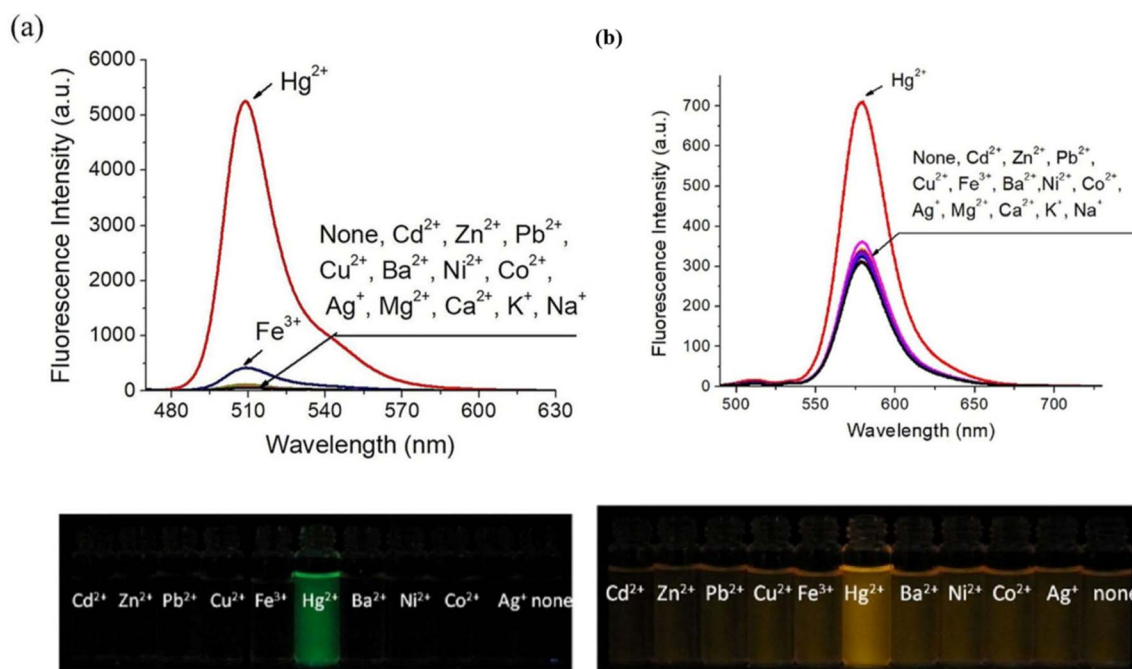 (a)
6000
5000
4000
3000
2000
1000
0
Fluorescence Intensity (a.u.)
Hg²⁺
None, Cd²⁺, Zn²⁺, Pb²⁺,
Cu²⁺, Ba²⁺, Ni²⁺, Co²⁺,
Ag⁺, Mg²⁺, Ca²⁺, K⁺, Na⁺
Fe³⁺
480 510 540 570 600 630
Wavelength (nm)
(b)
700
600
500
400
300
200
100
0
Fluorescence Intensity (a.u.)
Hg²⁺
None, Cd²⁺, Zn²⁺, Pb²⁺,
Cu²⁺, Fe³⁺, Ba²⁺,Ni²⁺, Co²⁺,
Ag⁺, Mg²⁺, Ca²⁺, K⁺, Na⁺
500 550 600 650 700
Wavelength (nm)
Cd²⁺ Zn²⁺ Pb²⁺ Cu²⁺ Fe³⁺ Hg²⁺ Ba²⁺ Ni²⁺ Co²⁺ Ag⁺ none
Cd²⁺ Zn²⁺ Pb²⁺ Cu²⁺ Fe³⁺ Hg²⁺ Ba²⁺ Ni²⁺ Co²⁺ Ag⁺ none